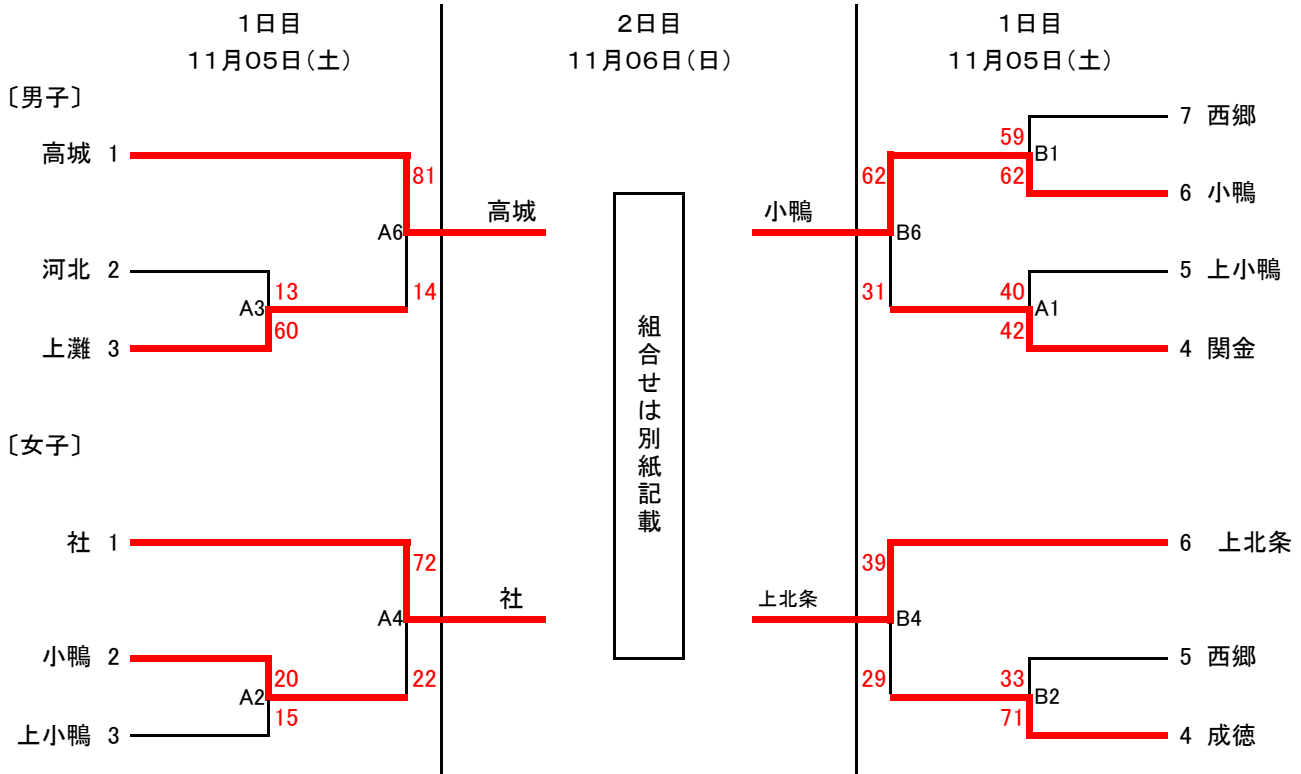 1日目
11月05日(土)
2日目
11月06日(日)
1日目
11月05日(土)
〔男子〕
高城 1
河北 2
上灘 3
81
A6
14
13
A3
60
高城
小鴨
62
B6
31
59
B1
62
40
A1
42
7 西郷
6 小鴨
5 上小鴨
4 関金
組合せは別紙記載
〔女子〕
社 1
小鴨 2
上小鴨 3
72
A4
22
20
A2
15
社
上北条
39
B4
29
33
B2
71
6 上北条
5 西郷
4 成徳